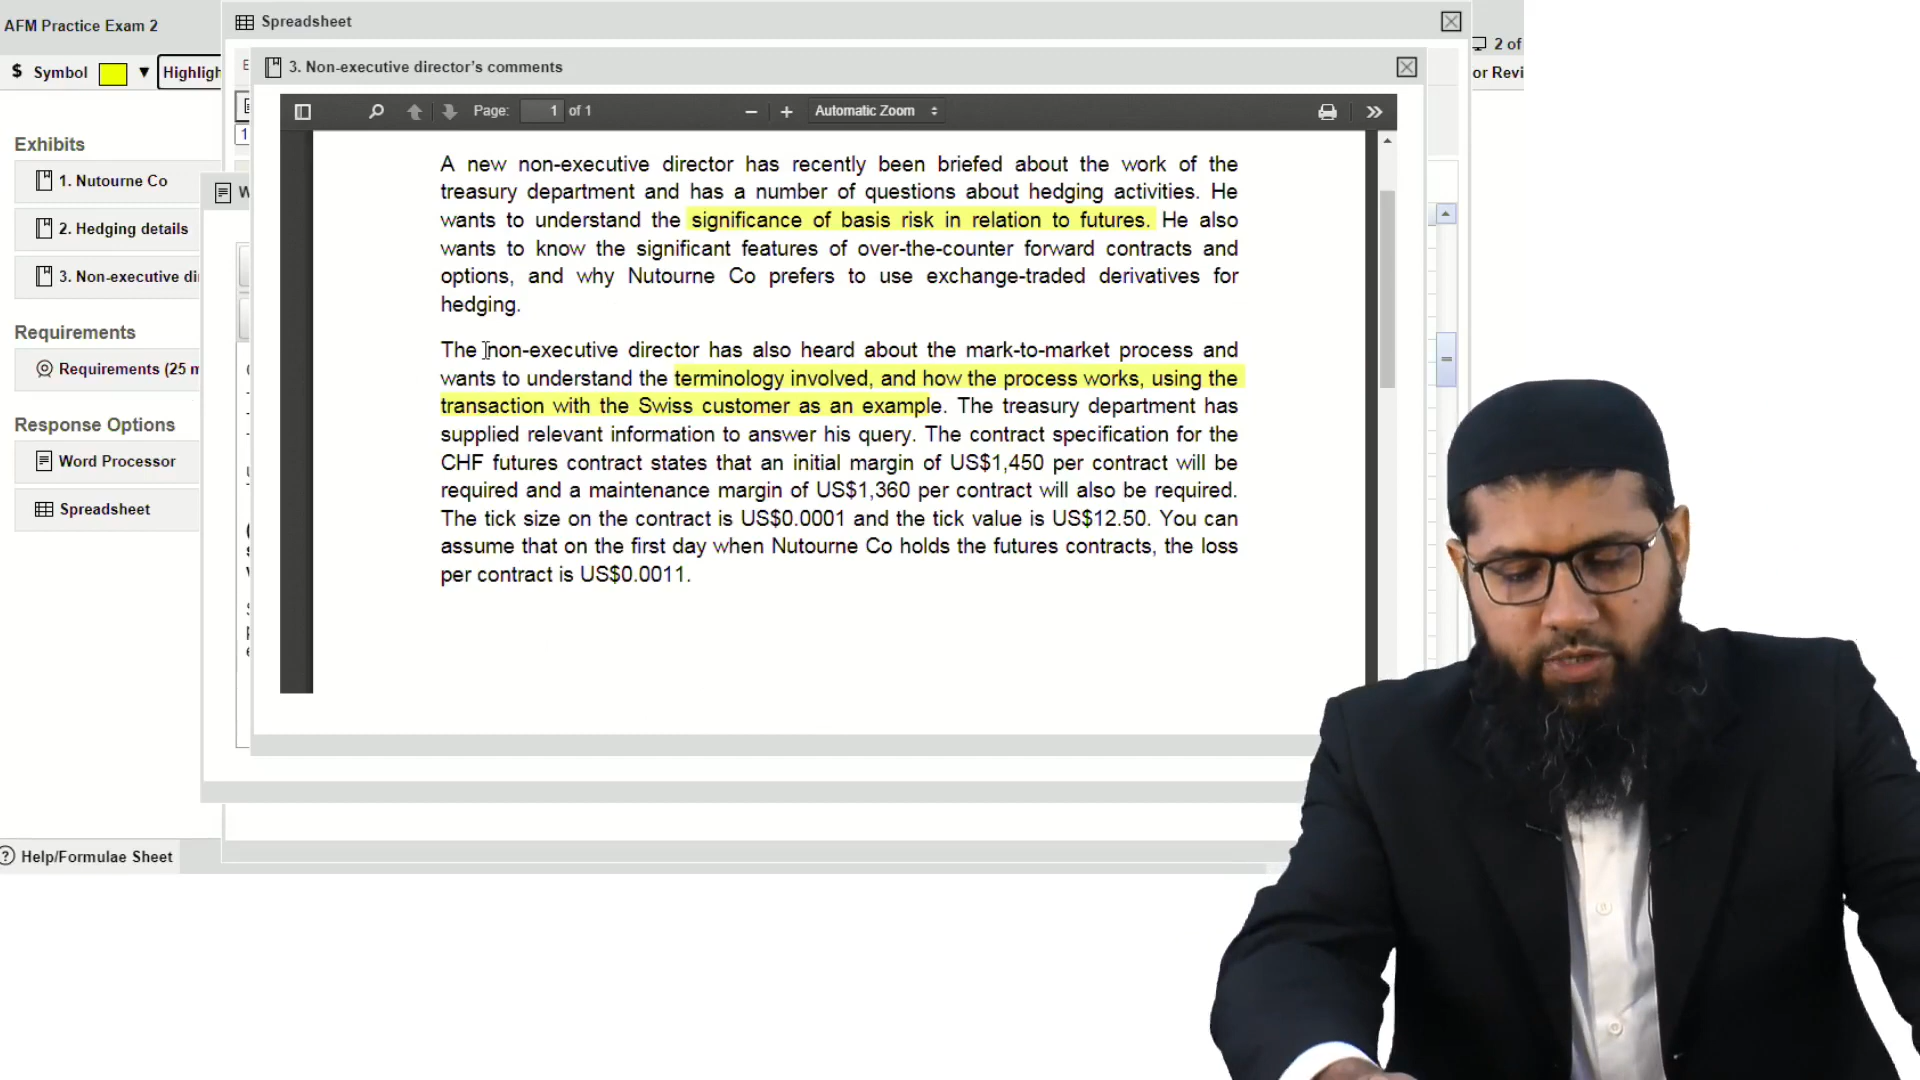 AFM Practice Exam 2
Spreadsheet
2 of
$ Symbol
Highligh
or Revi
3. Non-executive director's comments
Page: 1 of 1
Automatic Zoom
Exhibits
1. Nutourne Co
2. Hedging details
3. Non-executive di
Requirements
Requirements (25 m
Response Options
Word Processor
Spreadsheet
Help/Formulae Sheet
A new non-executive director has recently been briefed about the work of the
treasury department and has a number of questions about hedging activities. He
wants to understand the significance of basis risk in relation to futures. He also
wants to know the significant features of over-the-counter forward contracts and
options, and why Nutourne Co prefers to use exchange-traded derivatives for
hedging.
The non-executive director has also heard about the mark-to-market process and
wants to understand the terminology involved, and how the process works, using the
transaction with the Swiss customer as an example. The treasury department has
supplied relevant information to answer his query. The contract specification for the
CHF futures contract states that an initial margin of US$1,450 per contract will be
required and a maintenance margin of US$1,360 per contract will also be required.
The tick size on the contract is US$0.0001 and the tick value is US$12.50. You can
assume that on the first day when Nutourne Co holds the futures contracts, the loss
per contract is US$0.0011.